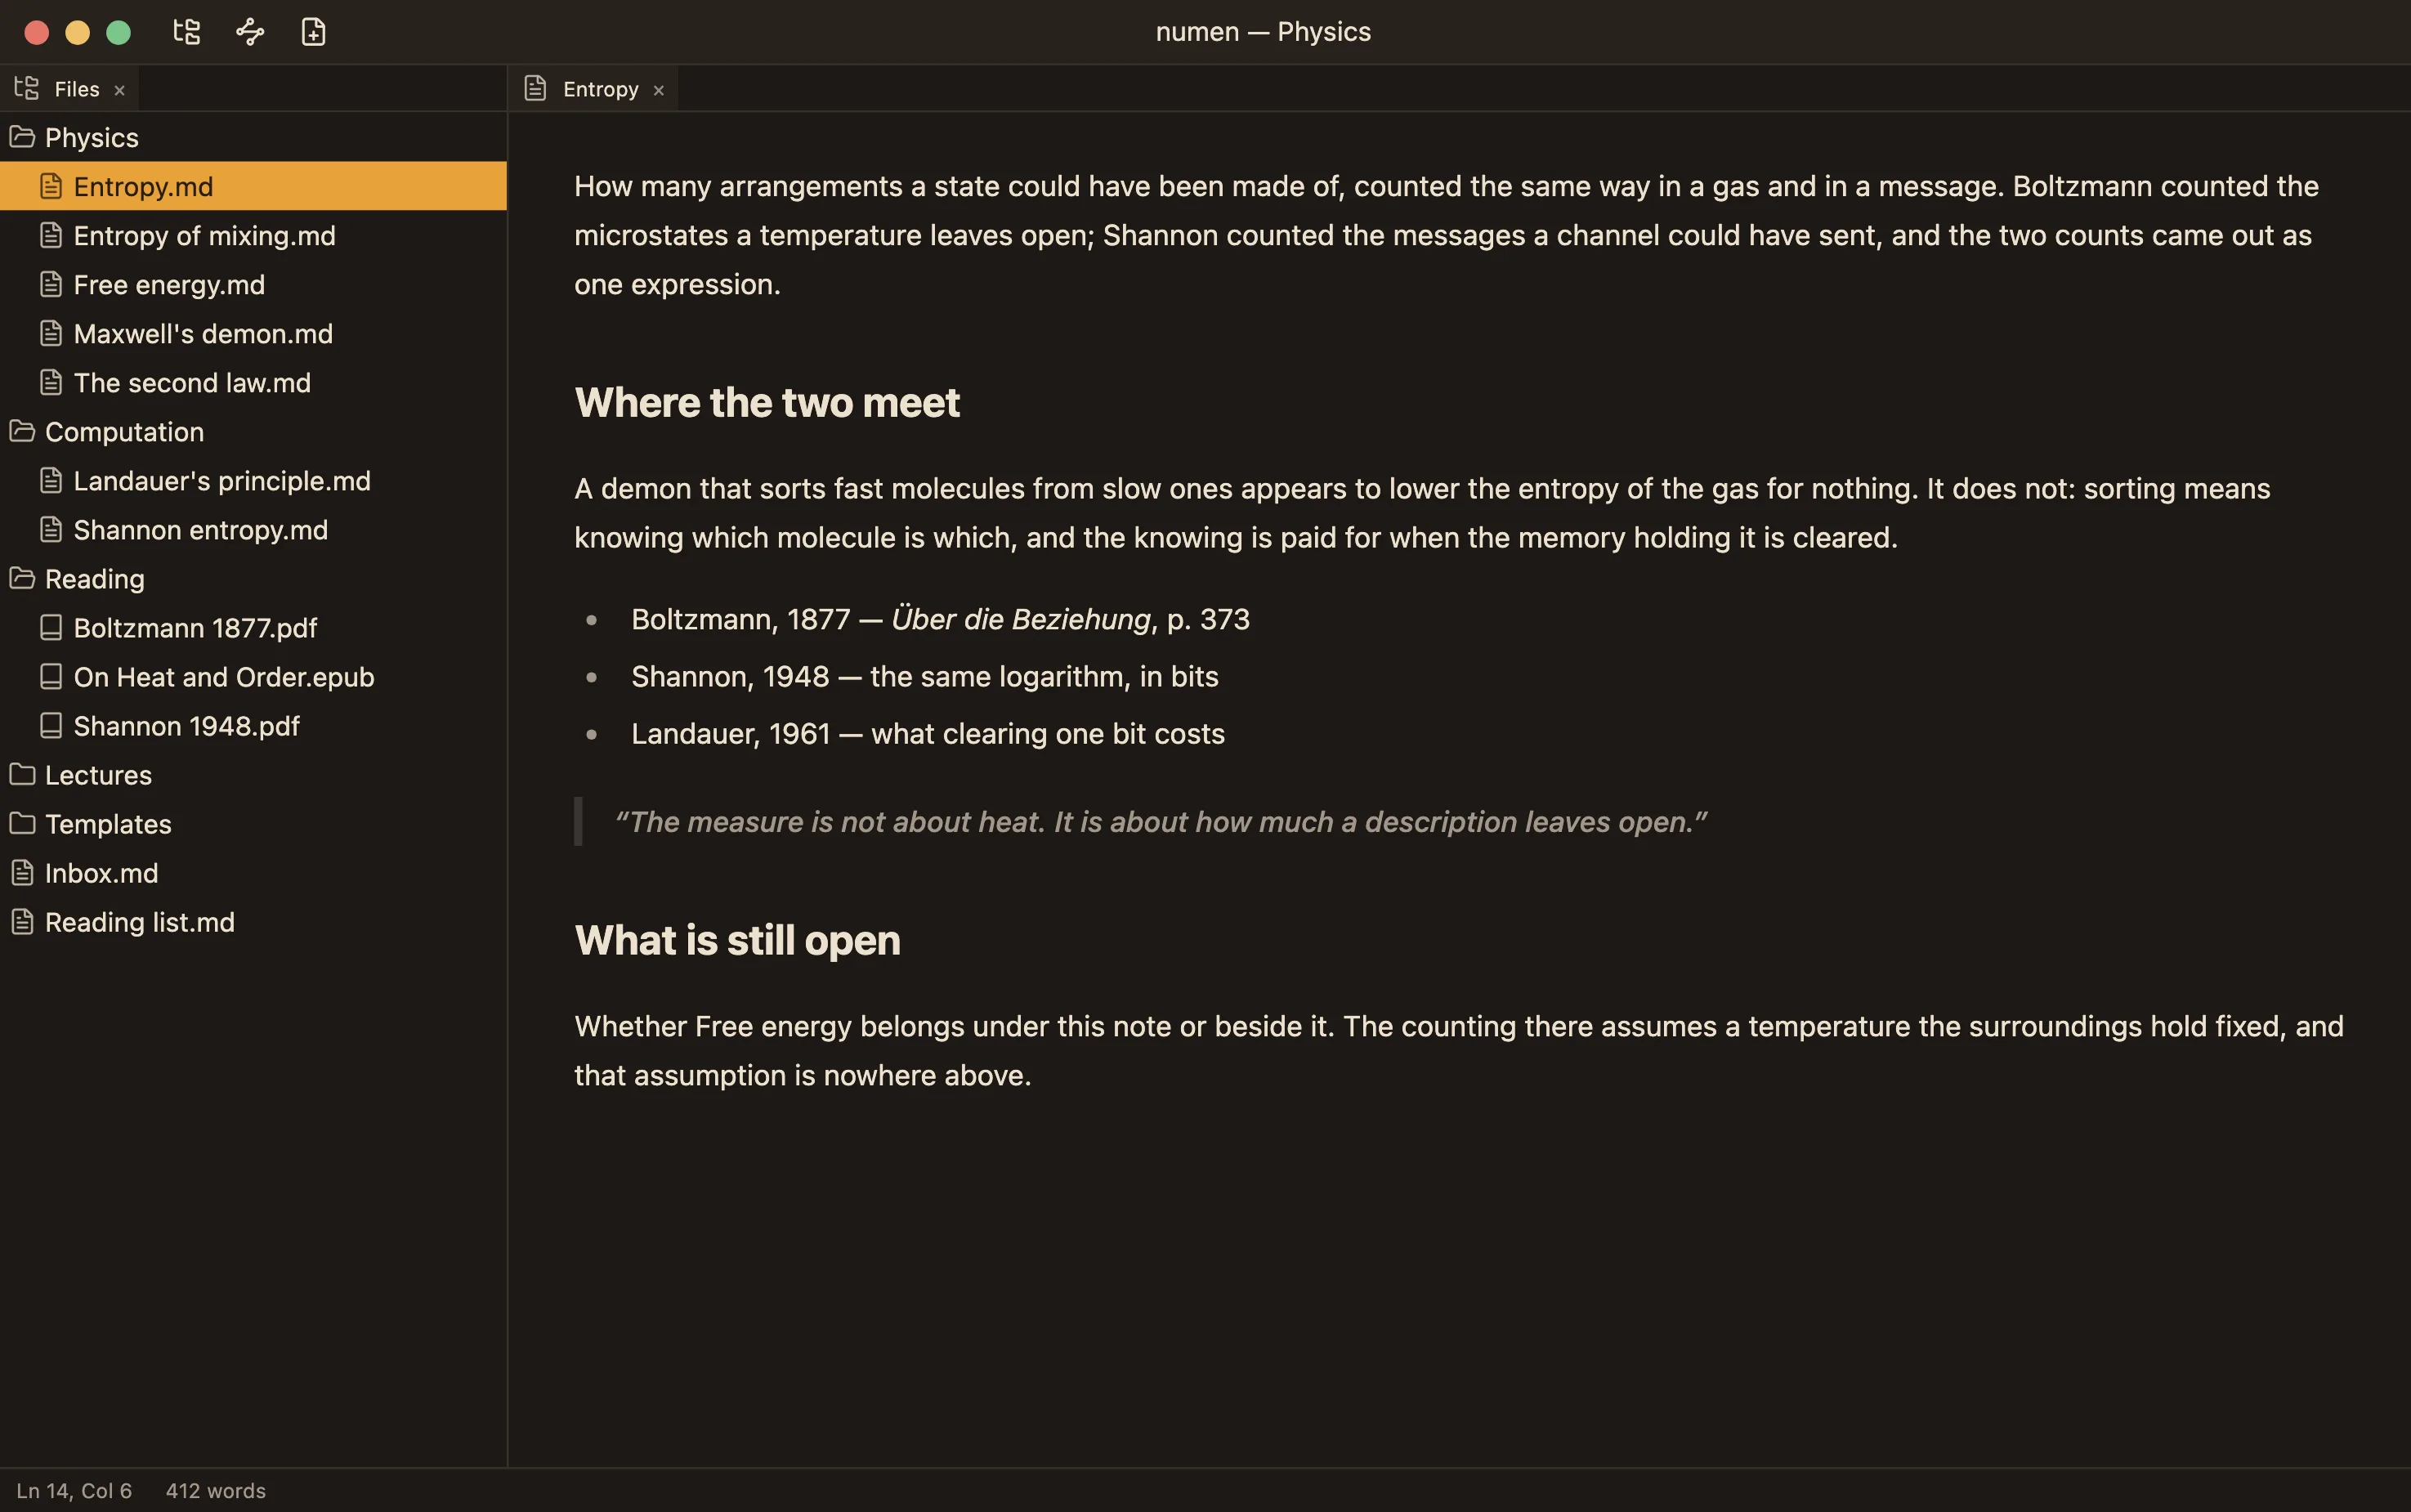 numen — Physics
Files ×
Entropy ×
Physics
Entropy.md
Entropy of mixing.md
Free energy.md
Maxwell's demon.md
The second law.md
Computation
Landauer's principle.md
Shannon entropy.md
Reading
Boltzmann 1877.pdf
On Heat and Order.epub
Shannon 1948.pdf
Lectures
Templates
Inbox.md
Reading list.md
How many arrangements a state could have been made of, counted the same way in a gas and in a message. Boltzmann counted the
microstates a temperature leaves open; Shannon counted the messages a channel could have sent, and the two counts came out as
one expression.
Where the two meet
A demon that sorts fast molecules from slow ones appears to lower the entropy of the gas for nothing. It does not: sorting means
knowing which molecule is which, and the knowing is paid for when the memory holding it is cleared.
• Boltzmann, 1877 — Über die Beziehung, p. 373
• Shannon, 1948 — the same logarithm, in bits
• Landauer, 1961 — what clearing one bit costs
“The measure is not about heat. It is about how much a description leaves open.”
What is still open
Whether Free energy belongs under this note or beside it. The counting there assumes a temperature the surroundings hold fixed, and
that assumption is nowhere above.
Ln 14, Col 6 412 words